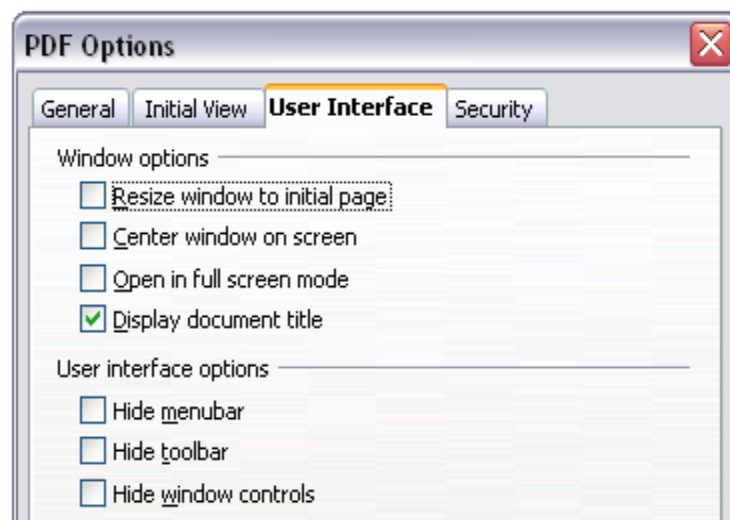 PDF Options
General Initial View User Interface Security
Window options
Resize window to initial page
Center window on screen
Open in full screen mode
Display document title
User interface options
Hide menubar
Hide toolbar
Hide window controls